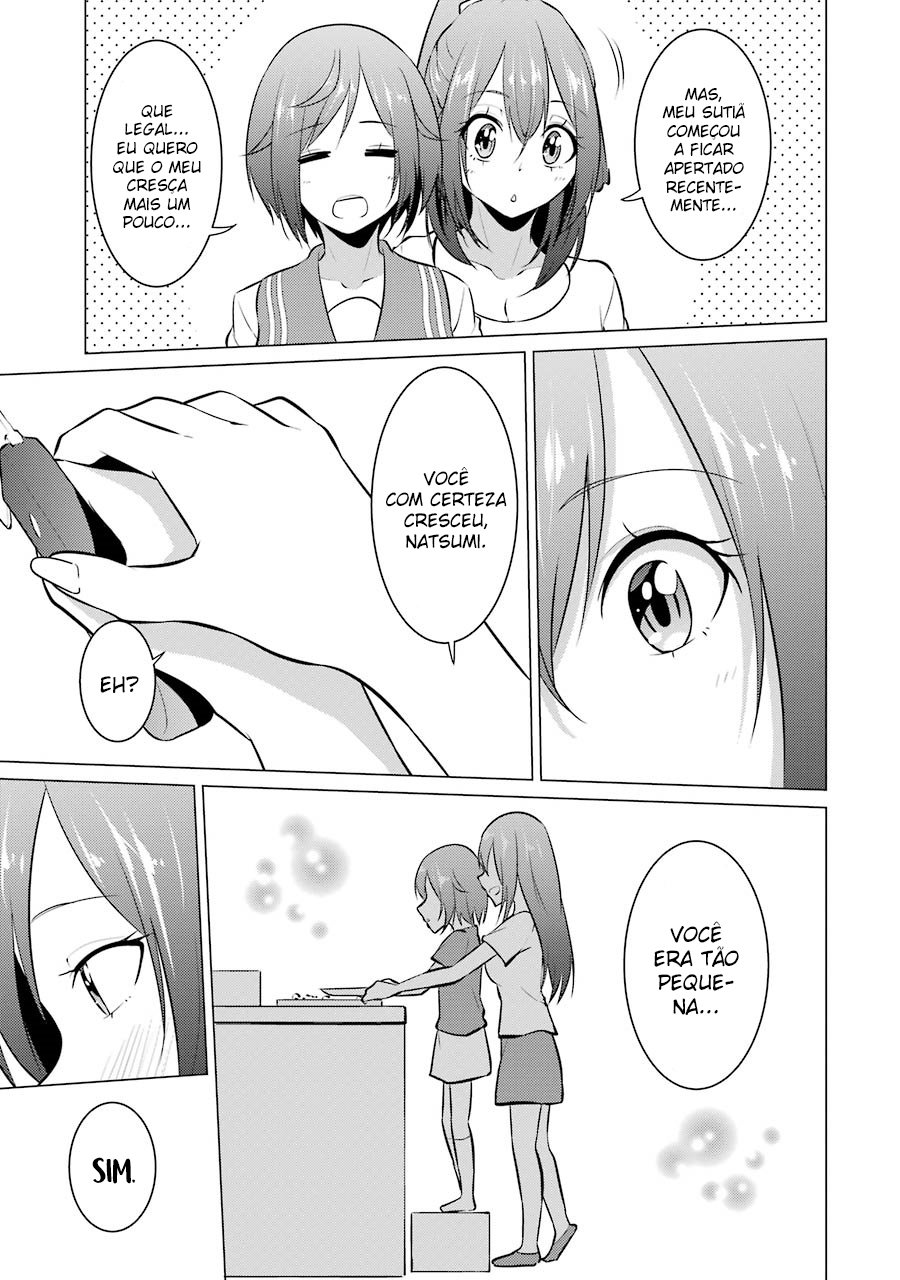 MAS,
MEU SUTIÃ
COMEÇOU
A FICAR
APERTADO
RECENTE-
MENTE...
QUE
LEGAL...
EU QUERO
QUE O MEU
CRESÇA
MAIS UM
POUCO...
VOCÊ
COM CERTEZA
CRESCEU,
NATSUMI.
EH?
VOCÊ
ERA TÃO
PEQUE-
NA...
SIM.